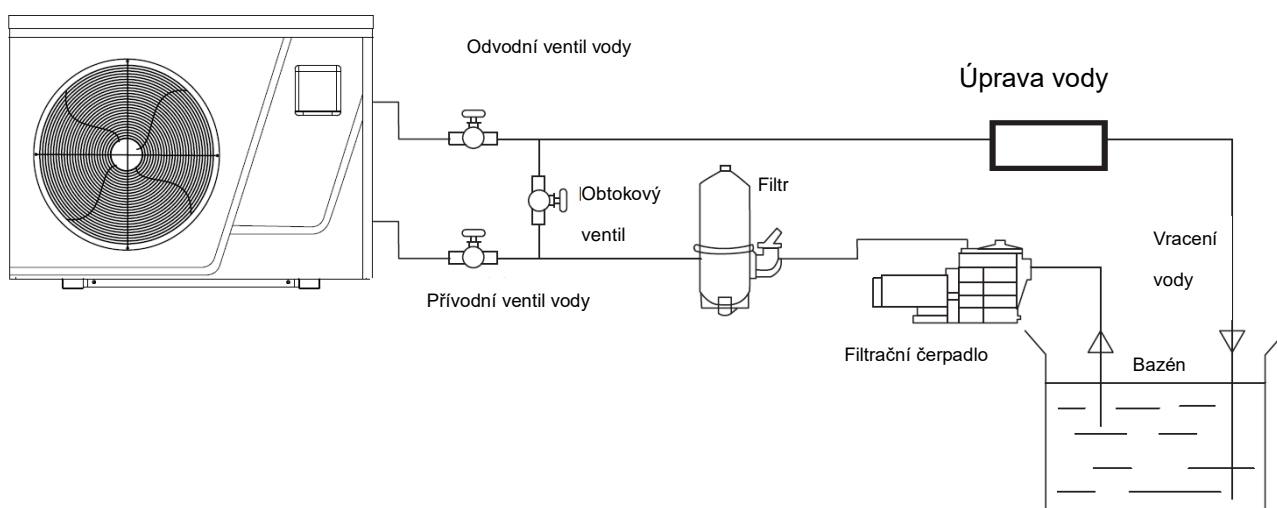 Odvodní ventil vody
Úprava vody
Filtr
Obtokový
ventil
Vracení
vody
Přívodní ventil vody
Filtrační čerpadlo
Bazén